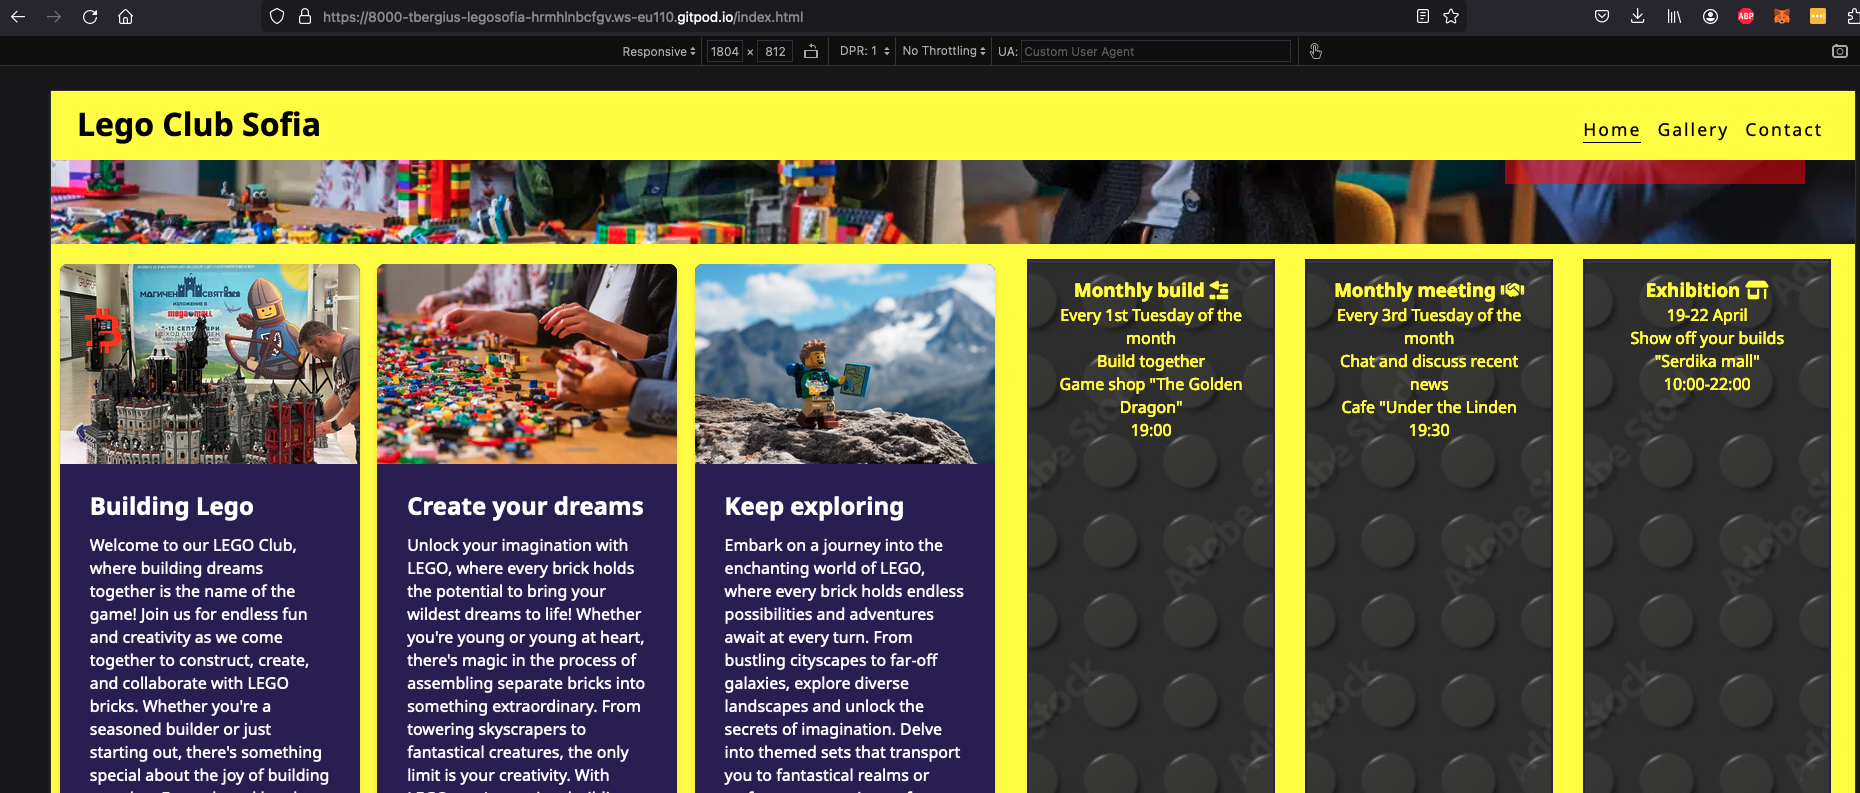 https://8000-tbergius-legosofia-hrmhlnbcfgv.ws-eu110.gitpod.io/index.html
ABP
Responsive 1804 × 812 DPR: 1 No Throttling UA: Custom User Agent
Lego Club Sofia
Home Gallery Contact
МАГИЧЕН СВЯТ
ИЗЛОЖЕНИЕ В
megamall
Building Lego
Welcome to our LEGO Club,
where building dreams
together is the name of the
game! Join us for endless fun
and creativity as we come
together to construct, create,
and collaborate with LEGO
bricks. Whether you're a
seasoned builder or just
starting out, there's something
special about the joy of building
Create your dreams
Unlock your imagination with
LEGO, where every brick holds
the potential to bring your
wildest dreams to life! Whether
you're young or young at heart,
there's magic in the process of
assembling separate bricks into
something extraordinary. From
towering skyscrapers to
fantastical creatures, the only
limit is your creativity. With
Keep exploring
Embark on a journey into the
enchanting world of LEGO,
where every brick holds endless
possibilities and adventures
await at every turn. From
bustling cityscapes to far-off
galaxies, explore diverse
landscapes and unlock the
secrets of imagination. Delve
into themed sets that transport
you to fantastical realms or
Monthly build
Every 1st Tuesday of the
month
Build together
Game shop "The Golden
Dragon"
19:00
Monthly meeting
Every 3rd Tuesday of the
month
Chat and discuss recent
news
Cafe "Under the Linden
19:30
Exhibition
19-22 April
Show off your builds
"Serdika mall"
10:00-22:00
Adobe Stock
Adobe Stock
Adobe Stock